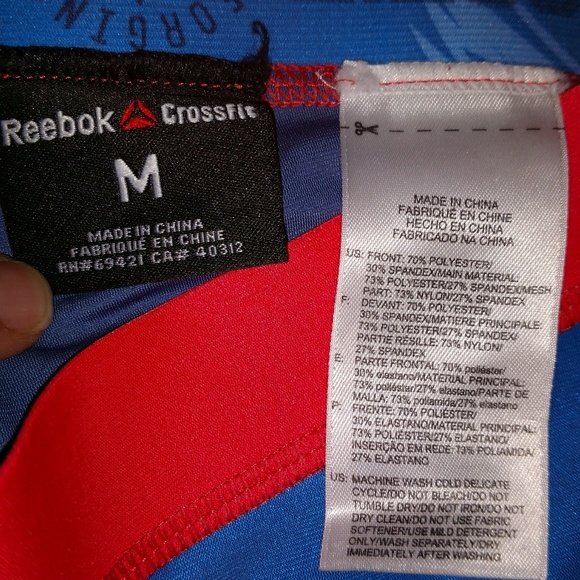 FORGIN
Reebok CrossFit
M
MADE IN CHINA
FABRIQUÉ EN CHINE
RN#69421 CA# 40312
MADE IN CHINA
FABRIQUÉ EN CHINE
HECHO EN CHINA
FABRICADO NA CHINA
US: FRONT: 70% POLYESTER/
30% SPANDEX/MAIN MATERIAL:
73% POLYESTER/27% SPANDEX/MESH
PART: 73% NYLON/27% SPANDEX
F: DEVANT: 70% POLYESTER/
30% SPANDEX/MATIERE PRINCIPALE:
73% POLYESTER/27% SPANDEX/
PARTIE RÉSILLE: 73% NYLON/
27% SPANDEX
E: PARTE FRONTAL: 70% poliéster/
30% elastano/MATERIAL PRINCIPAL:
73% poliéster/27% elastano/PARTE DE
MALLA: 73% poliamida/27% elastano
P: FRENTE: 70% POLIÉSTER/
30% ELASTANO/MATERIAL PRINCIPAL:
73% POLIÉSTER/27% ELASTANO/
INSERÇÃO EM REDE: 73% POLIAMIDA/
27% ELASTANO
US: MACHINE WASH COLD DELICATE
CYCLE/DO NOT BLEACH/DO NOT
TUMBLE DRY/DO NOT IRON/DO NOT
DRY CLEAN/DO NOT USE FABRIC
SOFTENER/USE MILD DETERGENT
ONLY/WASH SEPARATELY/DRY
IMMEDIATELY AFTER WASHING